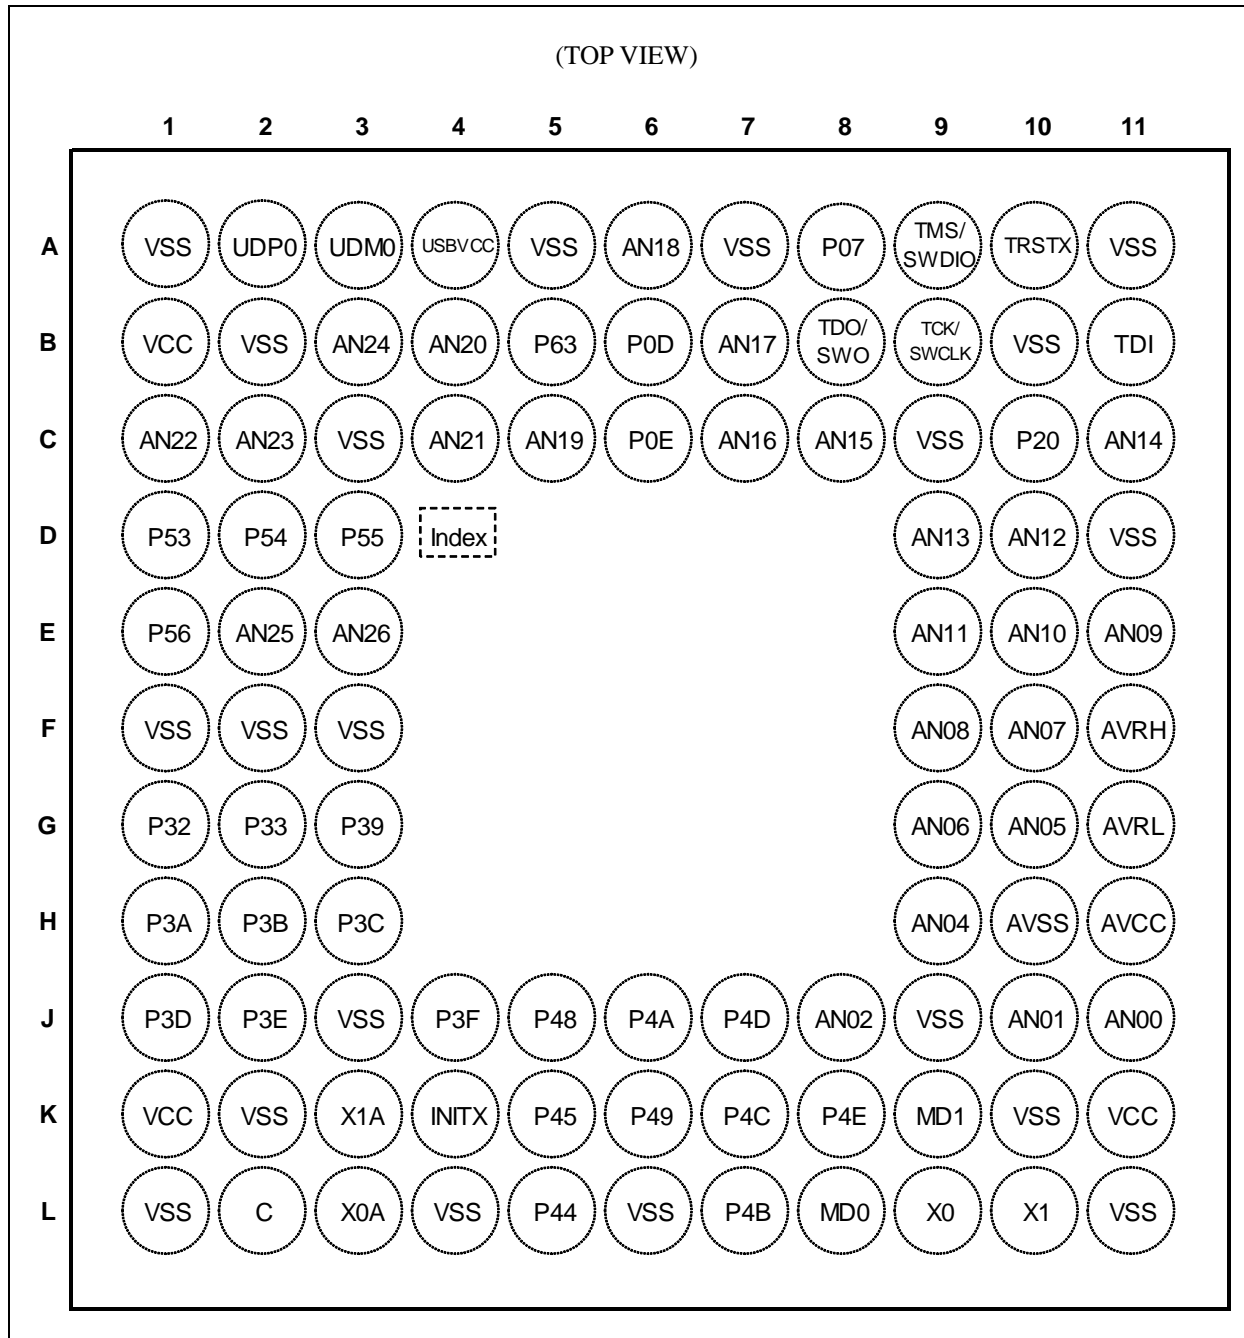 (TOP VIEW)
1 2 3 4 5 6 7 8 9 10 11
A VSS UDP0 UDM0 USBVCC VSS AN18 VSS P07 TMS/ SWDIO TRSTX VSS
B VCC VSS AN24 AN20 P63 P0D AN17 TDO/ SWO TCK/ SWCLK VSS TDI
C AN22 AN23 VSS AN21 AN19 P0E AN16 AN15 VSS P20 AN14
D P53 P54 P55 Index AN13 AN12 VSS
E P56 AN25 AN26 AN11 AN10 AN09
F VSS VSS VSS AN08 AN07 AVRH
G P32 P33 P39 AN06 AN05 AVRL
H P3A P3B P3C AN04 AVSS AVCC
J P3D P3E VSS P3F P48 P4A P4D AN02 VSS AN01 AN00
K VCC VSS X1A INITX P45 P49 P4C P4E MD1 VSS VCC
L VSS C X0A VSS P44 VSS P4B MD0 X0 X1 VSS